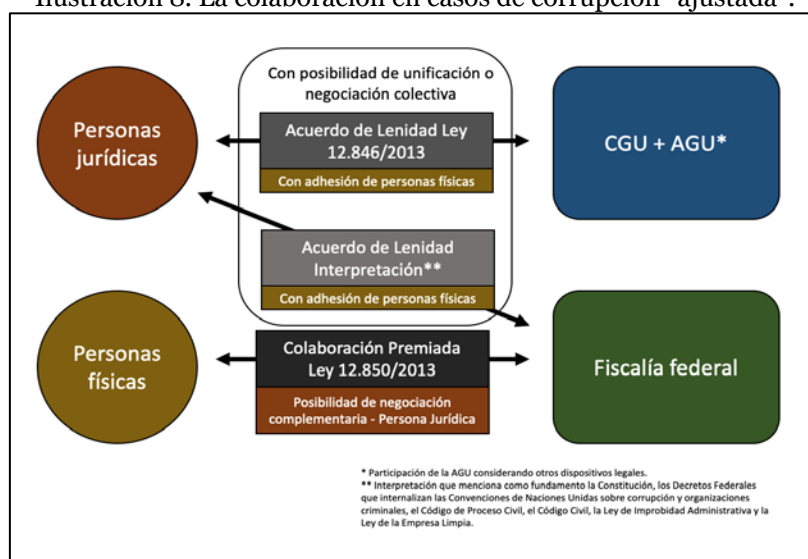 Ilustración 8. La colaboración en casos de corrupción "ajustada".
Con posibilidad de unificación o
negociación colectiva
Personas
jurídicas
Acuerdo de Lenidad Ley
12.846/2013
Con adhesión de personas físicas
CGU + AGU*
Acuerdo de Lenidad
Interpretación**
Con adhesión de personas físicas
Personas
físicas
Colaboración Premiada
Ley 12.850/2013
Posibilidad de negociación
complementaria - Persona Jurídica
Fiscalía federal
* Participación de la AGU considerando otros dispositivos legales.
** Interpretación que menciona como fundamento la Constitución, los Decretos Federales
que internalizan las Convenciones de Naciones Unidas sobre corrupción y organizaciones
criminales, el Código de Proceso Civil, el Código Civil, la Ley de Improbidad Administrativa y la
Ley de la Empresa Limpia.